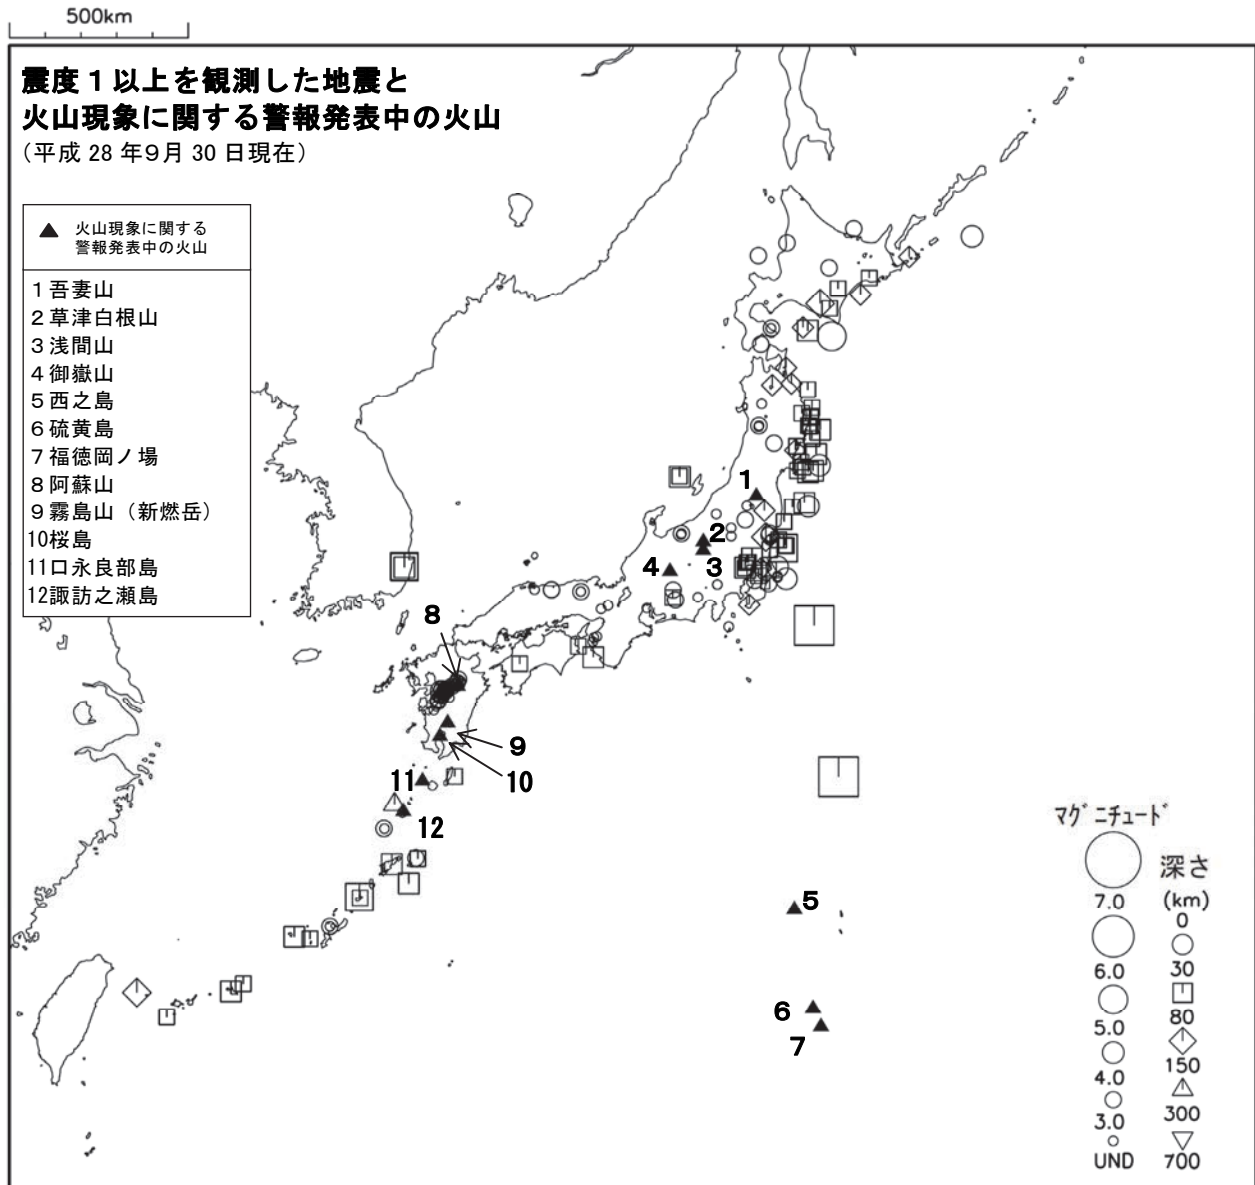 500km
震度１以上を観測した地震と
火山現象に関する警報発表中の火山
（平成 28 年９月 30 日現在）
▲ 火山現象に関する
警報発表中の火山
1 吾妻山
2 草津白根山
3 浅間山
4 御嶽山
5 西之島
6 硫黄島
7 福徳岡ノ場
8 阿蘇山
9 霧島山（新燃岳）
10桜島
11口永良部島
12諏訪之瀬島
1
2
3
4
8
9
10
11
12
5
6
7
マグニチュード
7.0
6.0
5.0
4.0
3.0
UND
深さ
(km)
0
30
80
150
300
700